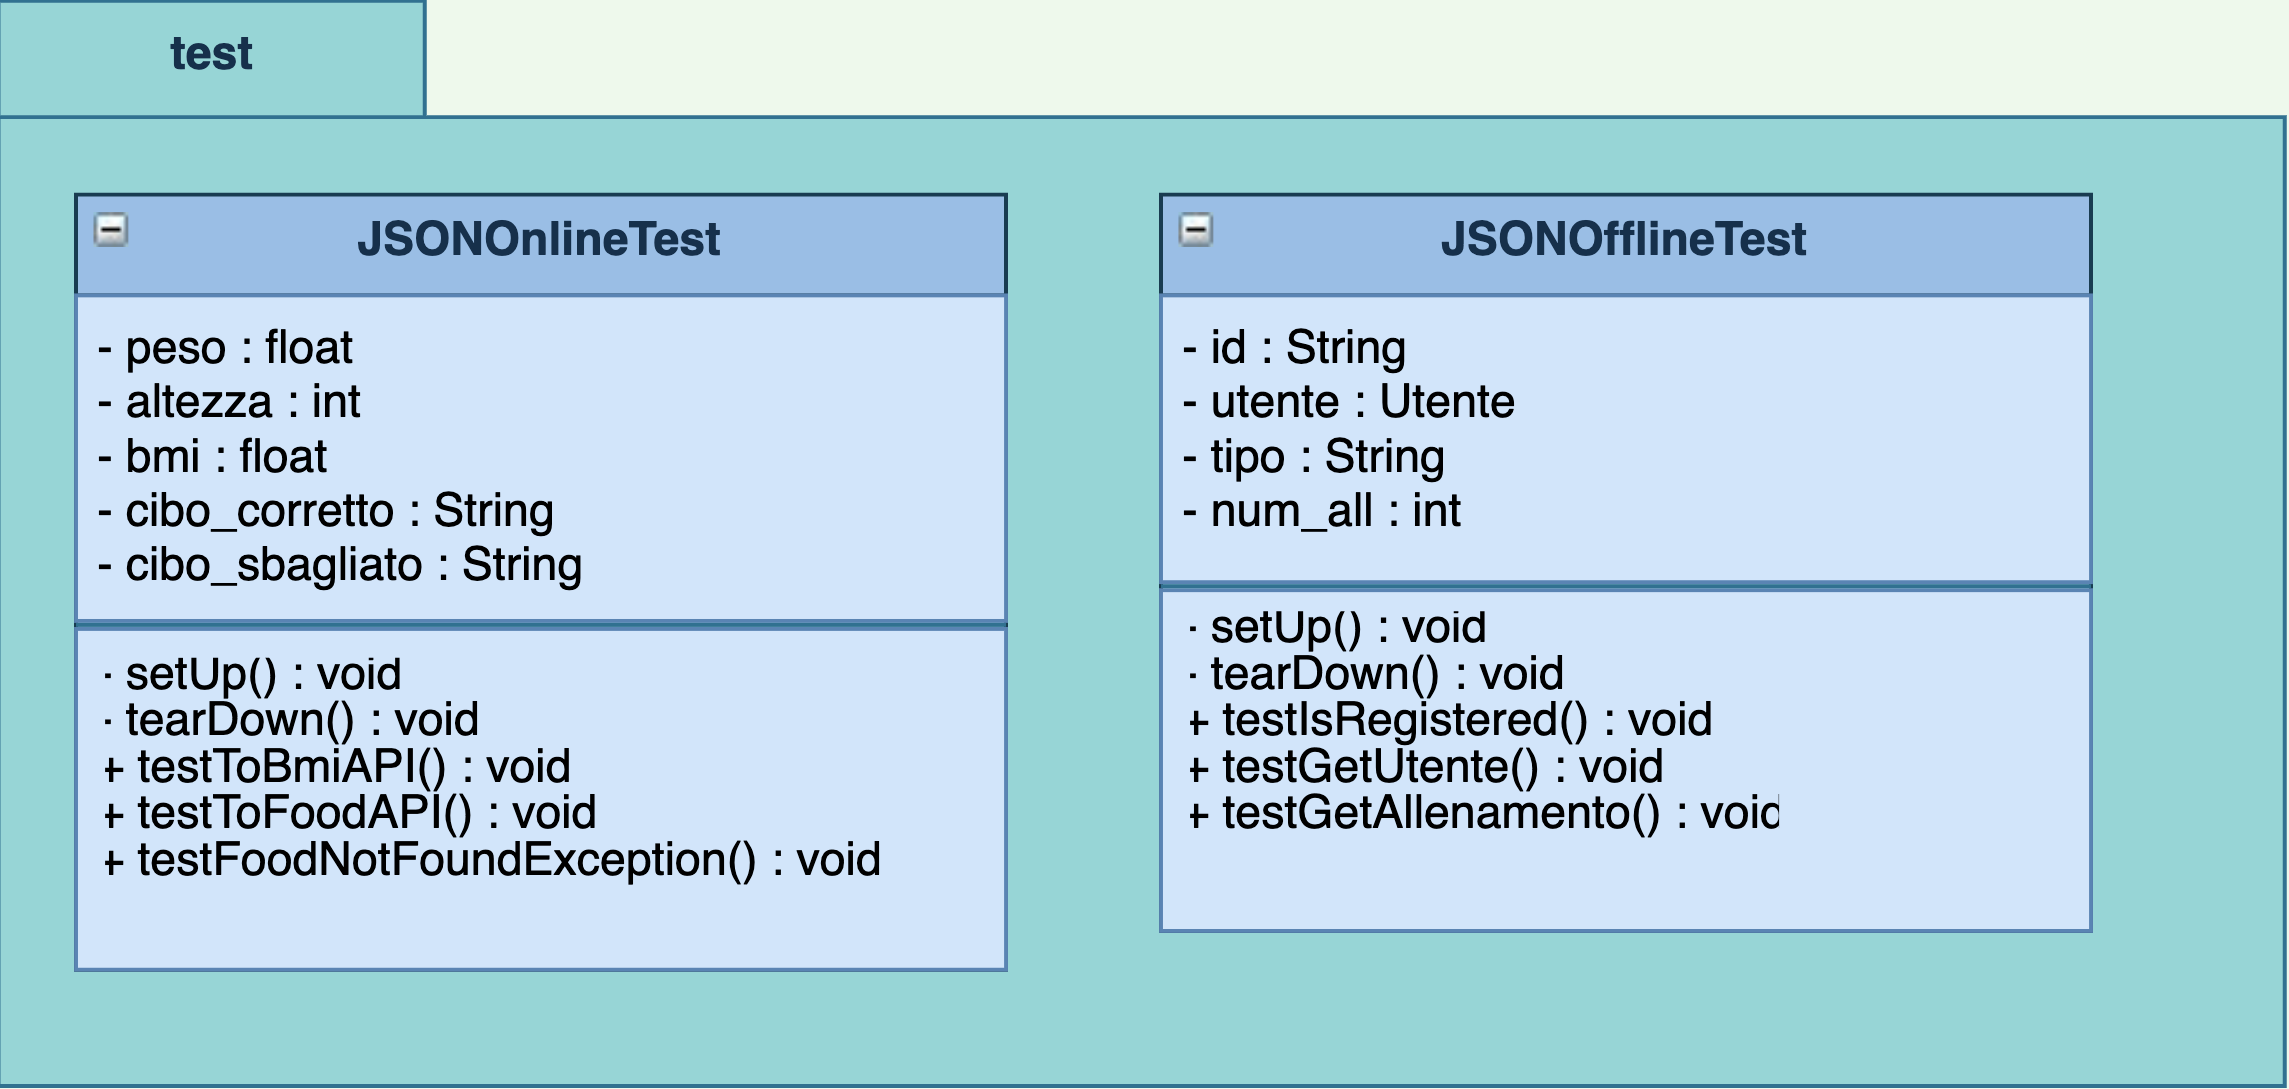 test
JSONOnlineTest
- peso : float
- altezza : int
- bmi : float
- cibo_corretto : String
- cibo_sbagliato : String
- setUp() : void
- tearDown() : void
+ testToBmiAPI() : void
+ testToFoodAPI() : void
+ testFoodNotFoundException() : void
JSONOfflineTest
- id : String
- utente : Utente
- tipo : String
- num_all : int
- setUp() : void
- tearDown() : void
+ testIsRegistered() : void
+ testGetUtente() : void
+ testGetAllenamento() : void